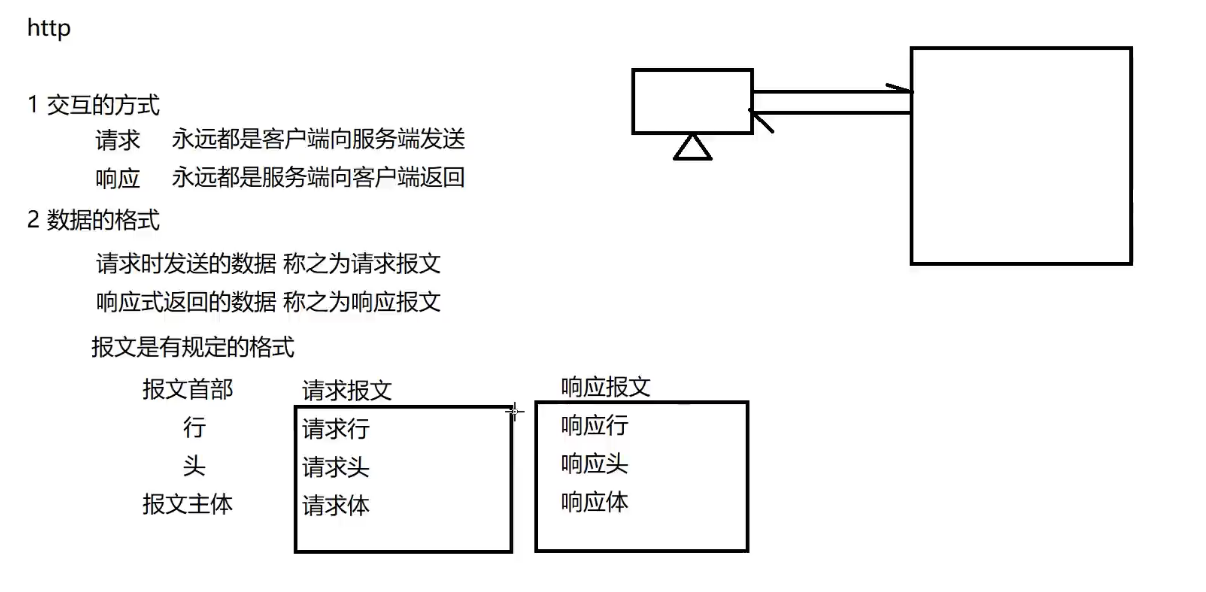 http
1 交互的方式
请求 永远都是客户端向服务端发送
响应 永远都是服务端向客户端返回
2 数据的格式
请求时发送的数据 称之为请求报文
响应式返回的数据 称之为响应报文
报文是有规定的格式
报文首部 请求报文 响应报文
行 请求行 响应行
头 请求头 响应头
报文主体 请求体 响应体